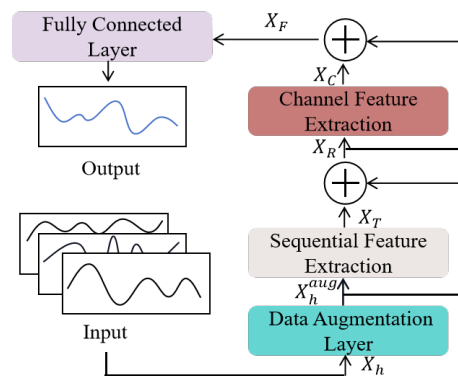 Fully Connected
Layer
X_F
X_C
Channel Feature
Extraction
X_R
Output
X_T
Sequential Feature
Extraction
X_h^{aug}
Data Augmentation
Layer
Input
X_h